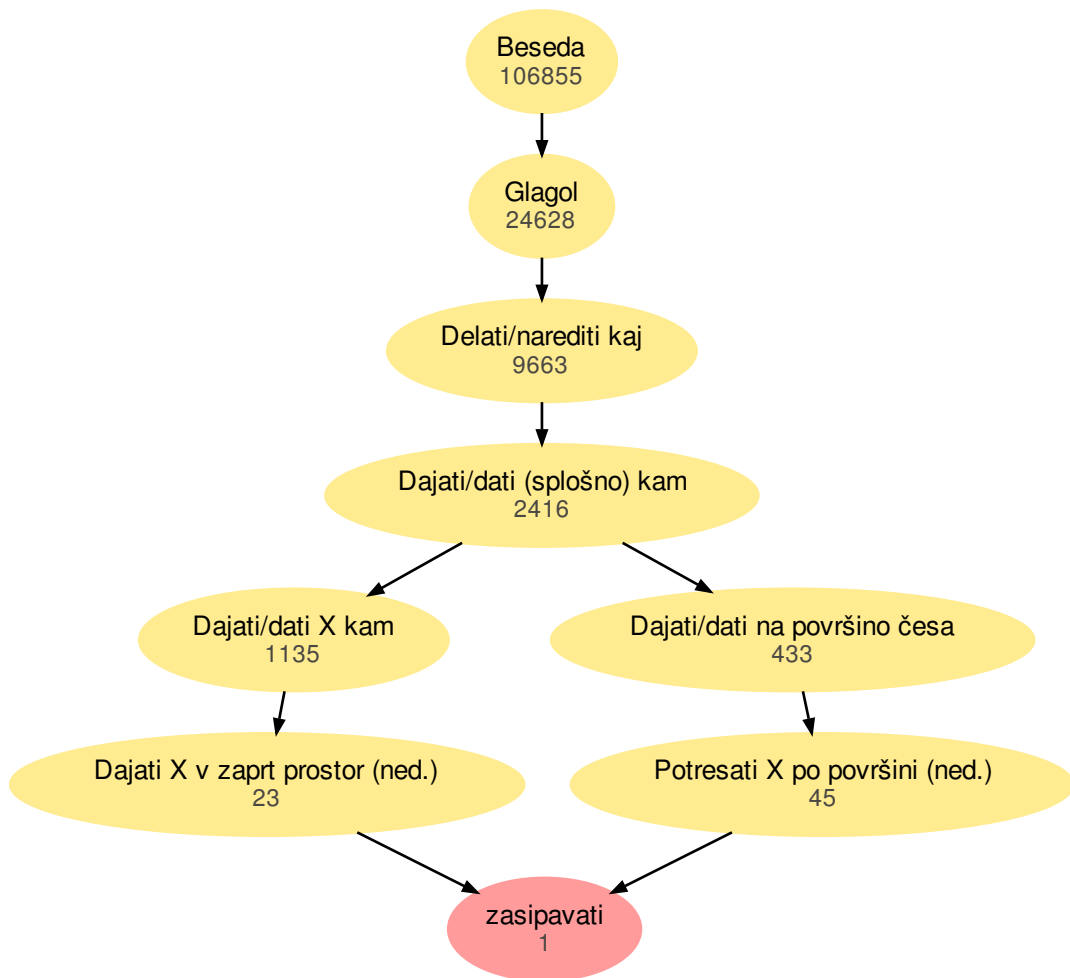 Beseda
106855
Glagol
24628
Delati/narediti kaj
9663
Dajati/dati (splošno) kam
2416
Dajati/dati X kam
1135
Dajati/dati na površino česa
433
Dajati X v zaprt prostor (ned.)
23
Potresati X po površini (ned.)
45
zasipavati
1